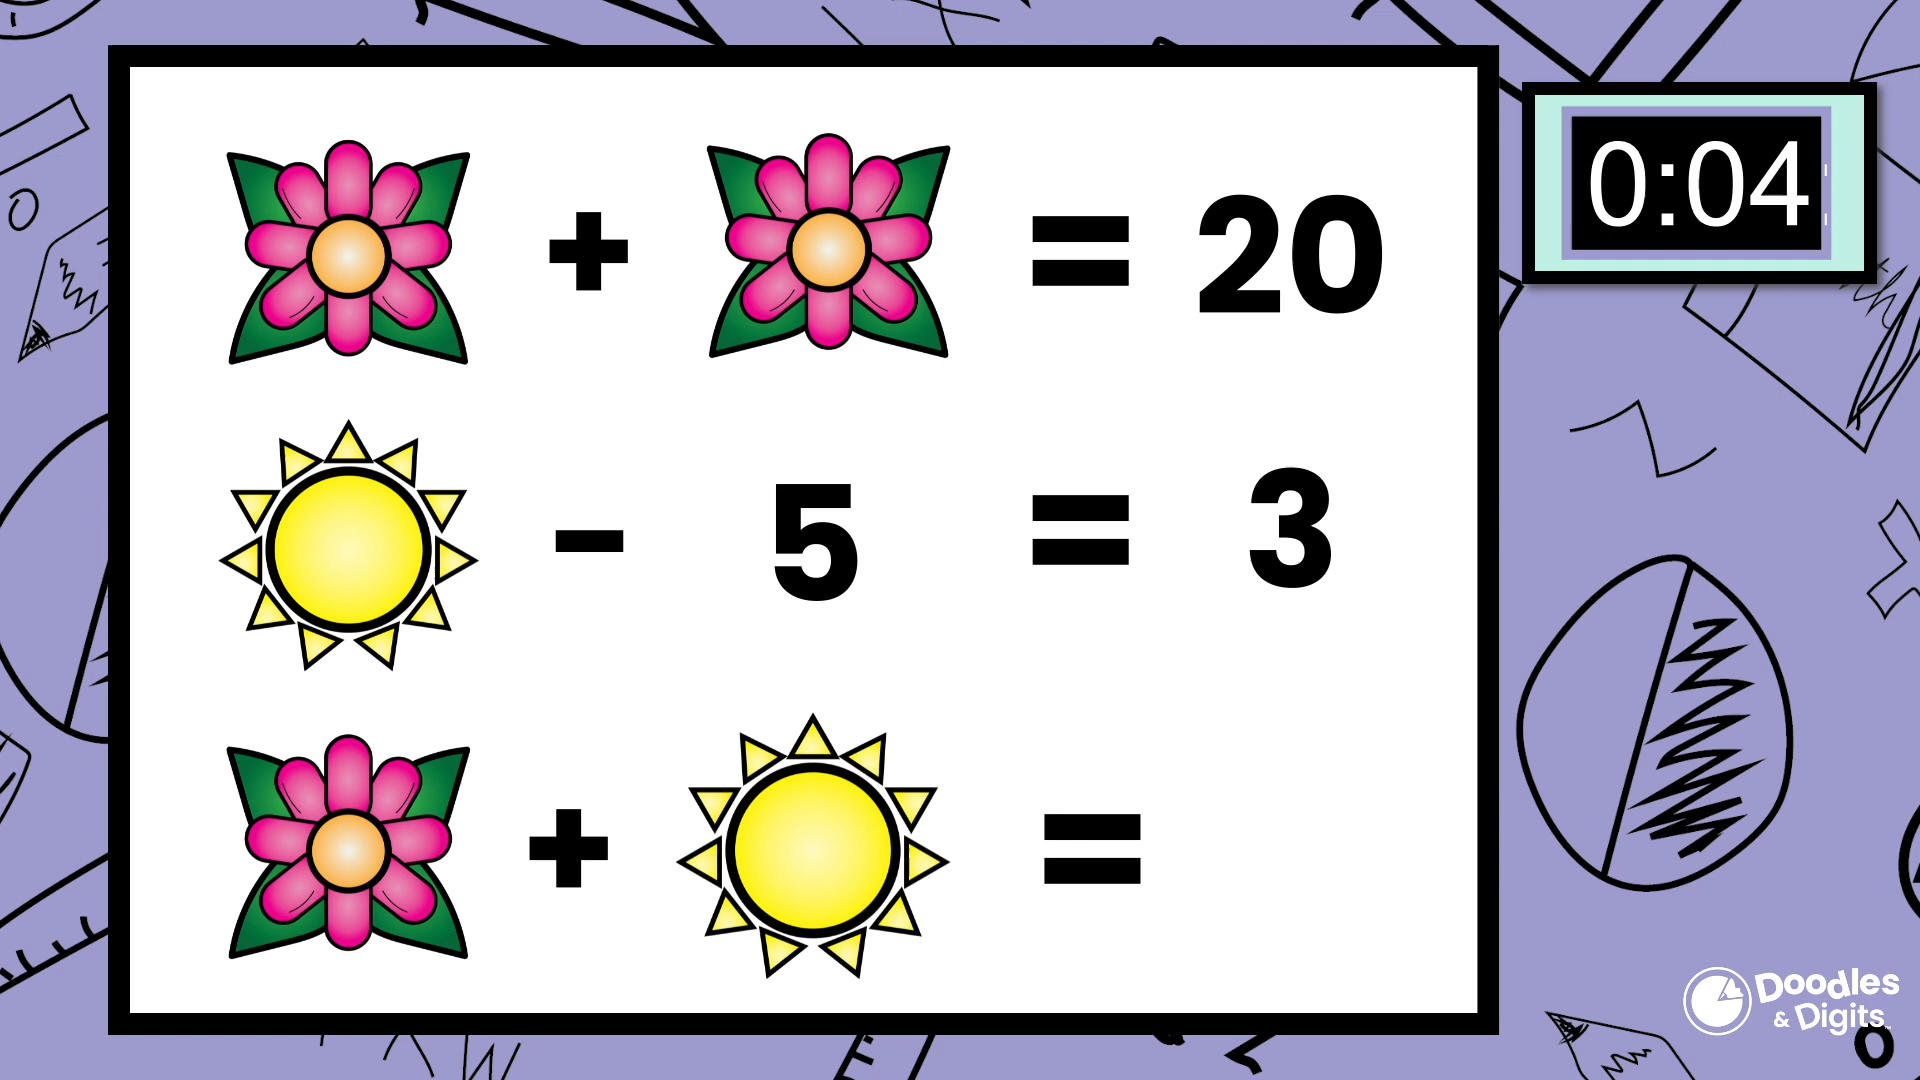 + = 20
0:04
- 5 = 3
+ =
Doodles
& Digits